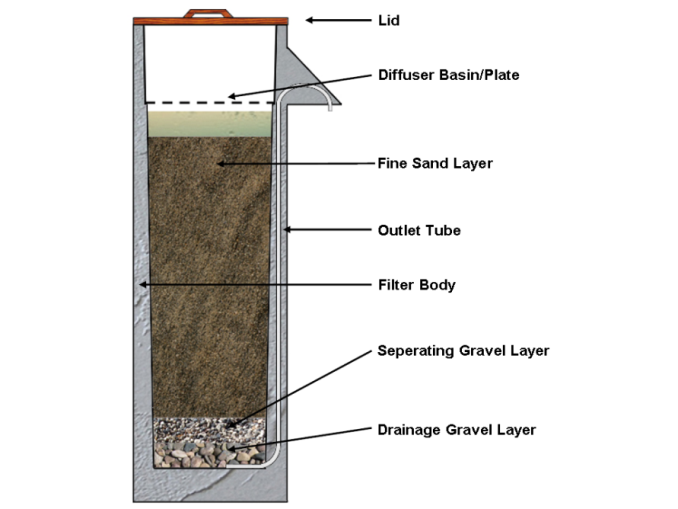 Lid
Diffuser Basin/Plate
Fine Sand Layer
Outlet Tube
Filter Body
Seperating Gravel Layer
Drainage Gravel Layer